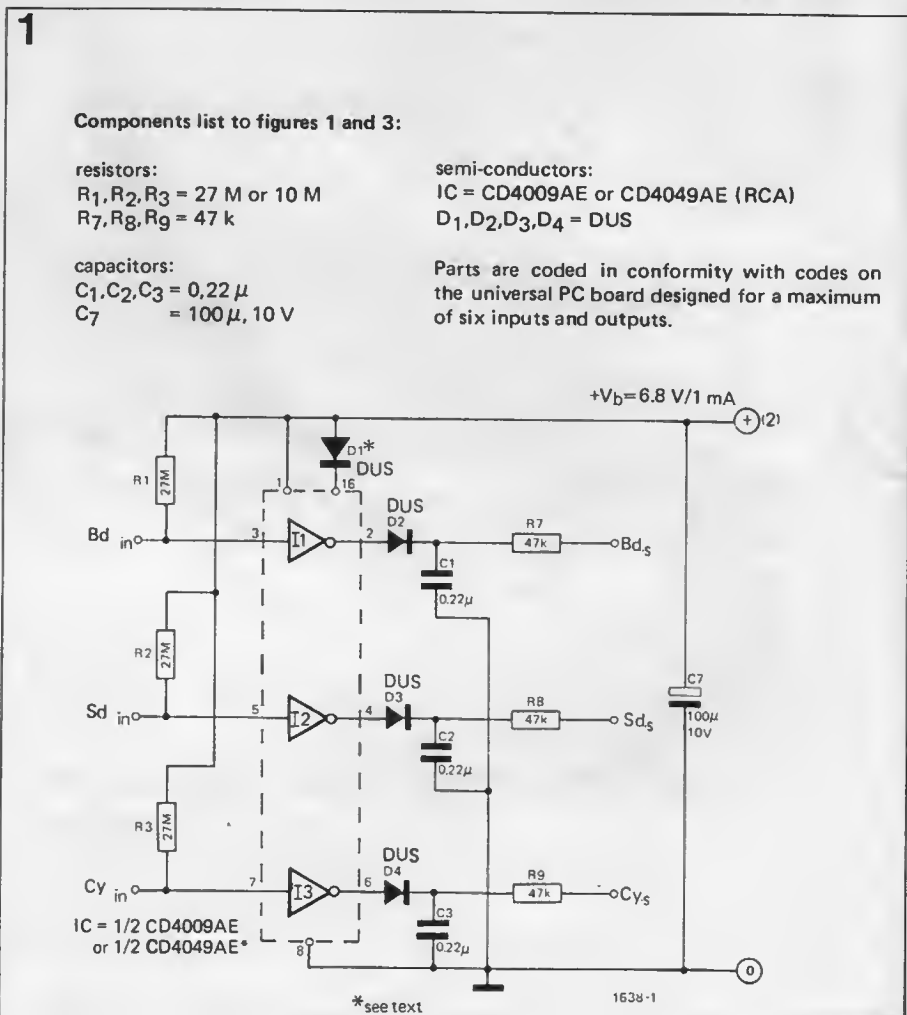 1
Components list to figures 1 and 3:
resistors:
R1,R2,R3 = 27 M or 10 M
R7,R8,R9 = 47 k
capacitors:
C1,C2,C3 = 0,22 µ
C7 = 100 µ, 10 V
semi-conductors:
IC = CD4009AE or CD4049AE (RCA)
D1,D2,D3,D4 = DUS
Parts are coded in conformity with codes on
the universal PC board designed for a maximum
of six inputs and outputs.
+Vb=6.8 V/1 mA
+ (2)
D1*
DUS
1
16
R1
27M
Bd in
3
I1
2
DUS
D2
C1
0.22µ
R7
47k
Bd.s
R2
27M
Sd in
5
I2
4
DUS
D3
C2
0.22µ
R8
47k
Sd.s
C7
100µ
10V
R3
27M
Cy in
7
I3
6
DUS
D4
C3
0.22µ
R9
47k
Cy.s
IC = 1/2 CD4009AE
or 1/2 CD4049AE*
8
0
*see text
1638-1